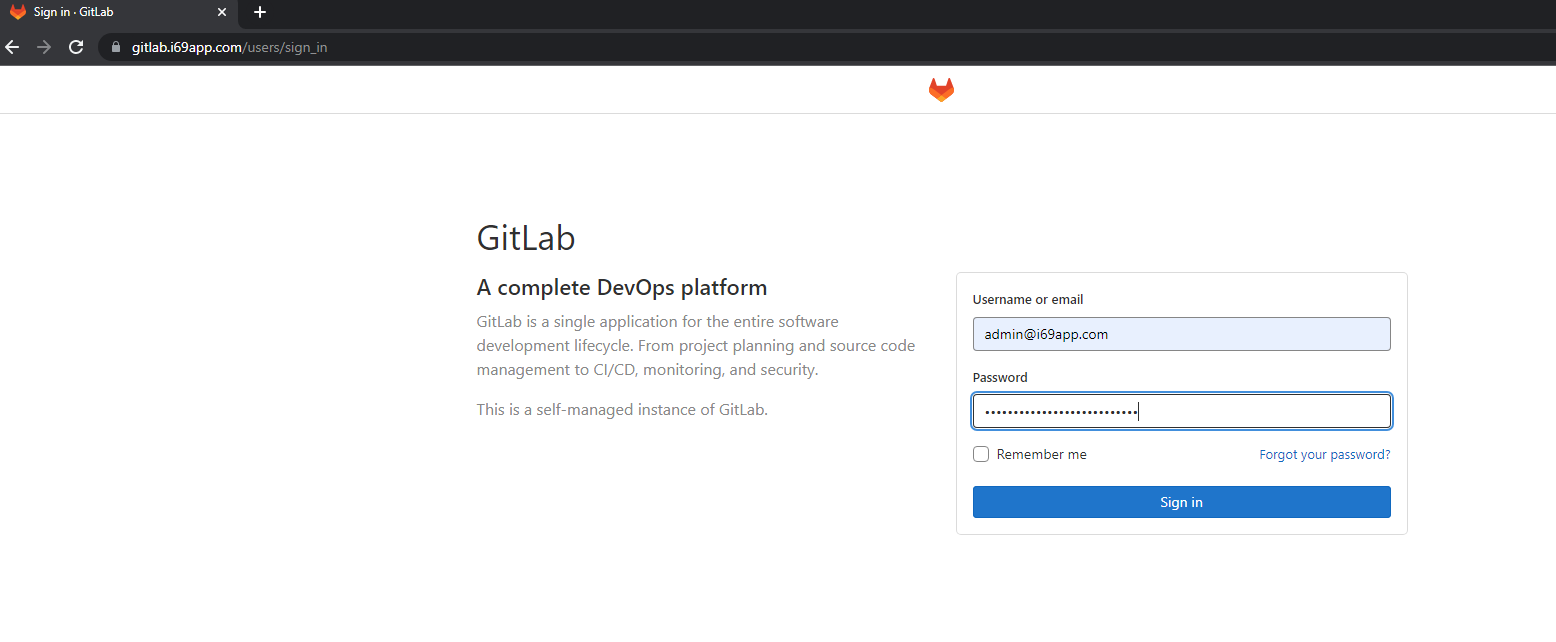 Sign in · GitLab
gitlab.i69app.com/users/sign_in
GitLab
A complete DevOps platform
GitLab is a single application for the entire software
development lifecycle. From project planning and source code
management to CI/CD, monitoring, and security.
This is a self-managed instance of GitLab.
Username or email
admin@i69app.com
Password
•••••••••••••••••••••••••••
Remember me
Forgot your password?
Sign in